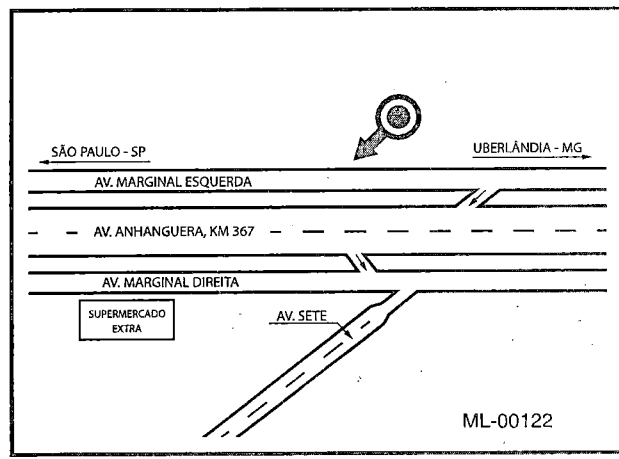 SÃO PAULO - SP
UBERLÂNDIA - MG
AV. MARGINAL ESQUERDA
AV. ANHANGUERA, KM 367
AV. MARGINAL DIREITA
SUPERMERCADO
EXTRA
AV. SETE
ML-00122